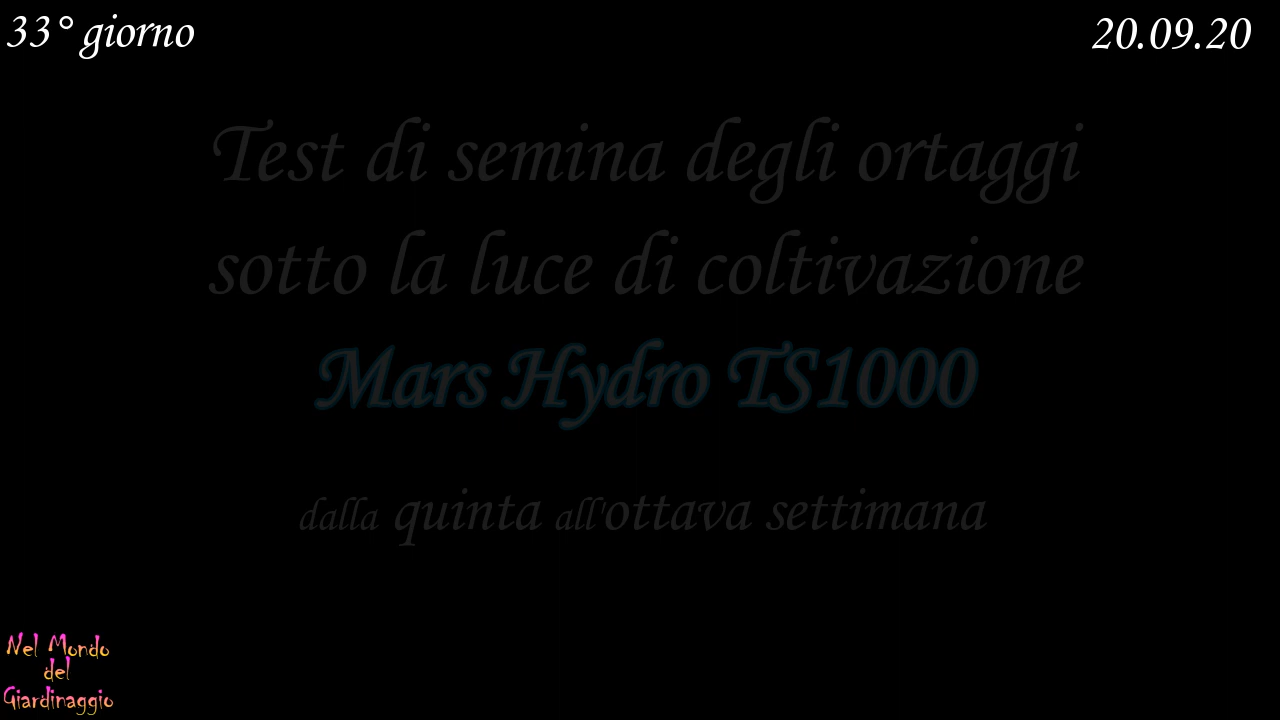 33° giorno
20.09.20
Test di semina degli ortaggi
sotto la luce di coltivazione
Mars Hydro TS1000
dalla quinta all'ottava settimana
Nel Mondo
del
Giardinaggio